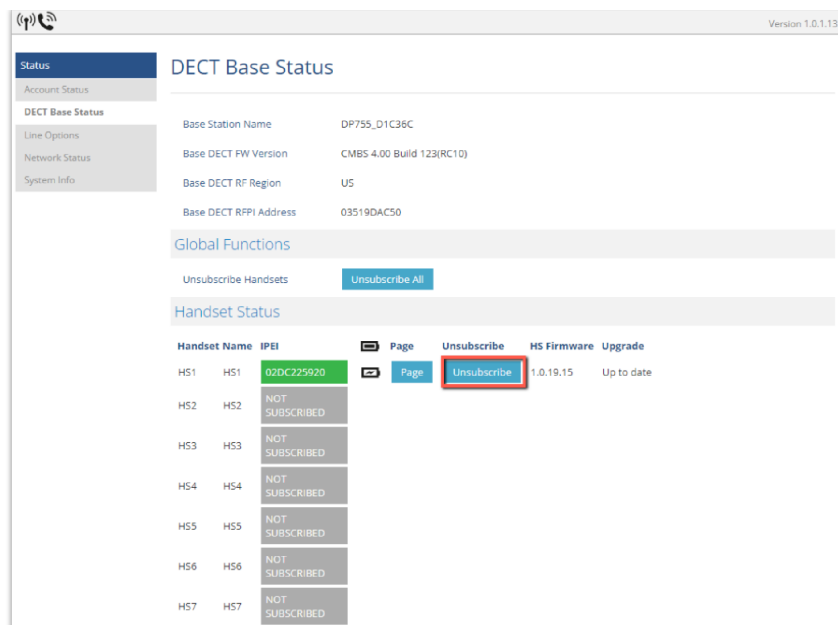 Version 1.0.1.13
Status
Account Status
DECT Base Status
Line Options
Network Status
System Info
DECT Base Status
Base Station Name DP755_D1C36C
Base DECT FW Version CMBS 4.00 Build 123(RC10)
Base DECT RF Region US
Base DECT RFPI Address 03519DAC50
Global Functions
Unsubscribe Handsets Unsubscribe All
Handset Status
Handset Name IPEI Page Unsubscribe HS Firmware Upgrade
HS1 HS1 02DC225920 Page Unsubscribe 1.0.19.15 Up to date
HS2 HS2 NOT
SUBSCRIBED
HS3 HS3 NOT
SUBSCRIBED
HS4 HS4 NOT
SUBSCRIBED
HS5 HS5 NOT
SUBSCRIBED
HS6 HS6 NOT
SUBSCRIBED
HS7 HS7 NOT
SUBSCRIBED